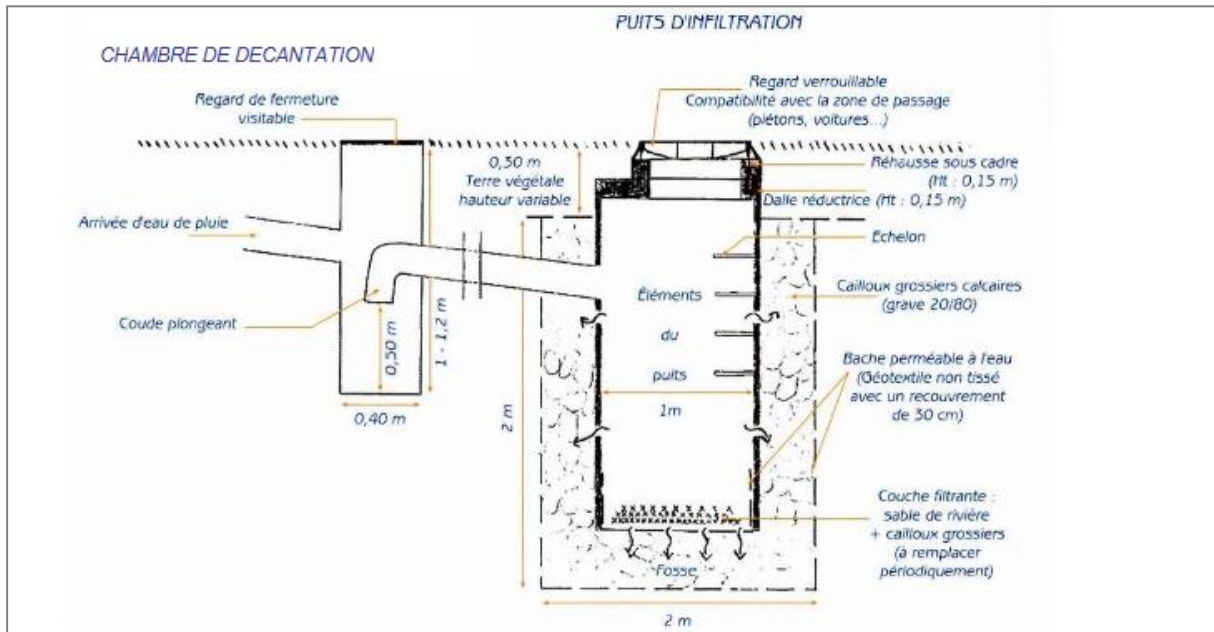 PUITS D'INFILTRATION
CHAMBRE DE DECANTATION
Regard de fermeture
visitable
Regard verrouillable
Compatibilité avec la zone de passage
(piétons, voitures...)
0,30 m
Terre végétale
hauteur variable
Réhausse sous cadre
(Ht : 0,15 m)
Dalle réductrice (Ht : 0,15 m)
Arrivée d'eau de pluie
Echelon
Éléments
du
puits
Cailloux grossiers calcaires
(grave 20/80)
Coude plongeant
0,50 m
1 - 1,2 m
0,40 m
2 m
1m
Bache perméable à l'eau
(Géotextile non tissé
avec un recouvrement
de 30 cm)
Couche filtrante :
sable de rivière
+ cailloux grossiers
(à remplacer
périodiquement)
Fosse
2 m